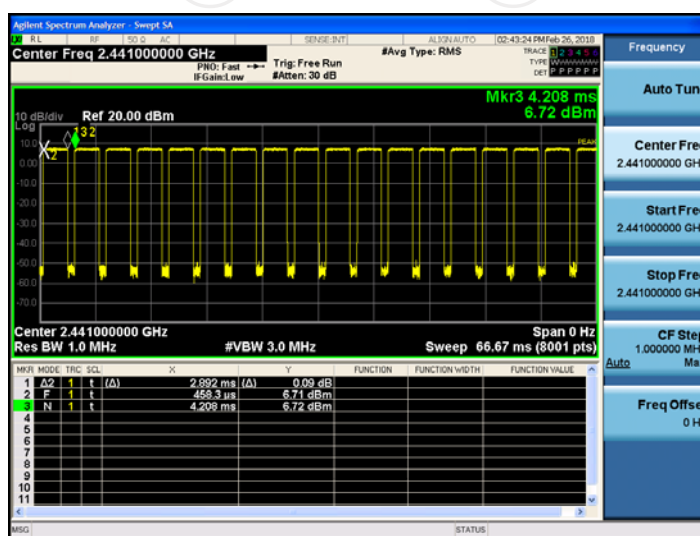 Agilent Spectrum Analyzer - Swept SA
RL RF 50 Ω AC SENSE:INT ALIGN AUTO 02:43:24 PM Feb 26, 2018
Center Freq 2.441000000 GHz #Avg Type: RMS TRACE 1 2 3 4 5 6
PNO: Fast Trig: Free Run TYPE
IFGain:Low #Atten: 30 dB DET P P P P P P
Frequency
Mkr3 4.208 ms
10 dB/div Ref 20.00 dBm 6.72 dBm
Log
132
PEAK
10.0
2
0.00
-10.0
-20.0
-30.0
-40.0
-50.0
-60.0
-70.0
Center 2.441000000 GHz Span 0 Hz
Res BW 1.0 MHz #VBW 3.0 MHz Sweep 66.67 ms (8001 pts)
MKR MODE TRC SCL X Y FUNCTION FUNCTION WIDTH FUNCTION VALUE
1 Δ2 1 t (Δ) 2.892 ms (Δ) 0.09 dB
2 F 1 t 458.3 µs 6.71 dBm
3 N 1 t 4.208 ms 6.72 dBm
4
5
6
7
8
9
10
11
MSG STATUS
Auto Tun
Center Fre
2.441000000 GH
Start Fre
2.441000000 GH
Stop Fre
2.441000000 GH
CF Step
1.000000 MH
Auto Ma
Freq Offse
0 H